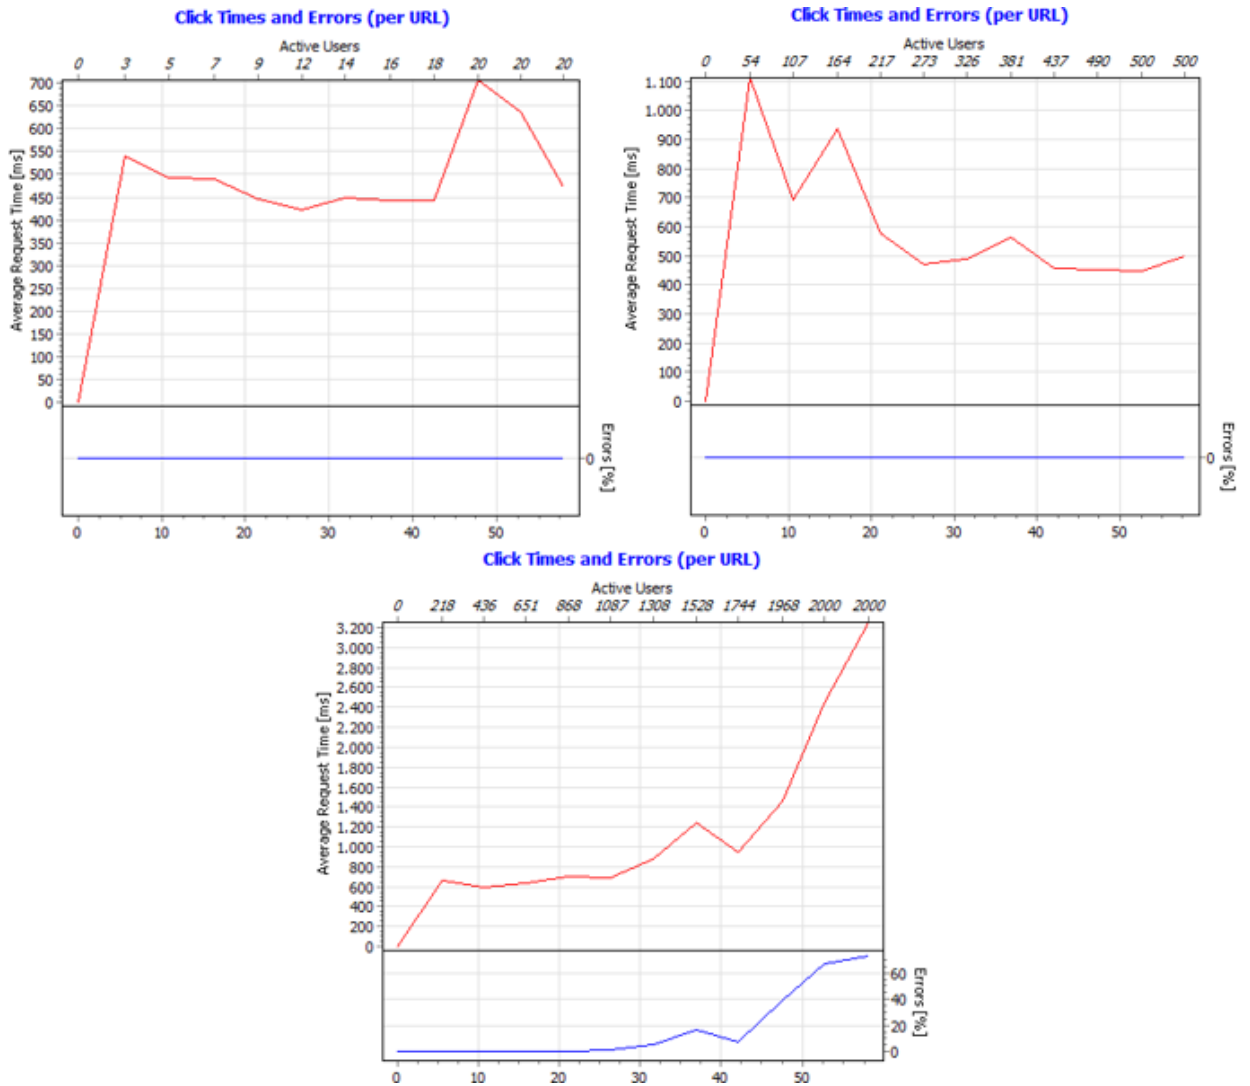 Click Times and Errors (per URL)
Active Users
0 3 5 7 9 12 14 16 18 20 20 20
700
650
600
550
500
450
400
350
300
250
200
150
100
50
0
Average Request Time [ms]
0
Errors [%]
0 10 20 30 40 50
Click Times and Errors (per URL)
Active Users
0 54 107 164 217 273 326 381 437 490 500 500
1.100
1.000
900
800
700
600
500
400
300
200
100
0
Average Request Time [ms]
0
Errors [%]
0 10 20 30 40 50
Click Times and Errors (per URL)
Active Users
0 218 436 651 868 1087 1308 1528 1744 1968 2000 2000
3.200
3.000
2.800
2.600
2.400
2.200
2.000
1.800
1.600
1.400
1.200
1.000
800
600
400
200
0
Average Request Time [ms]
60
40
20
0
Errors [%]
0 10 20 30 40 50